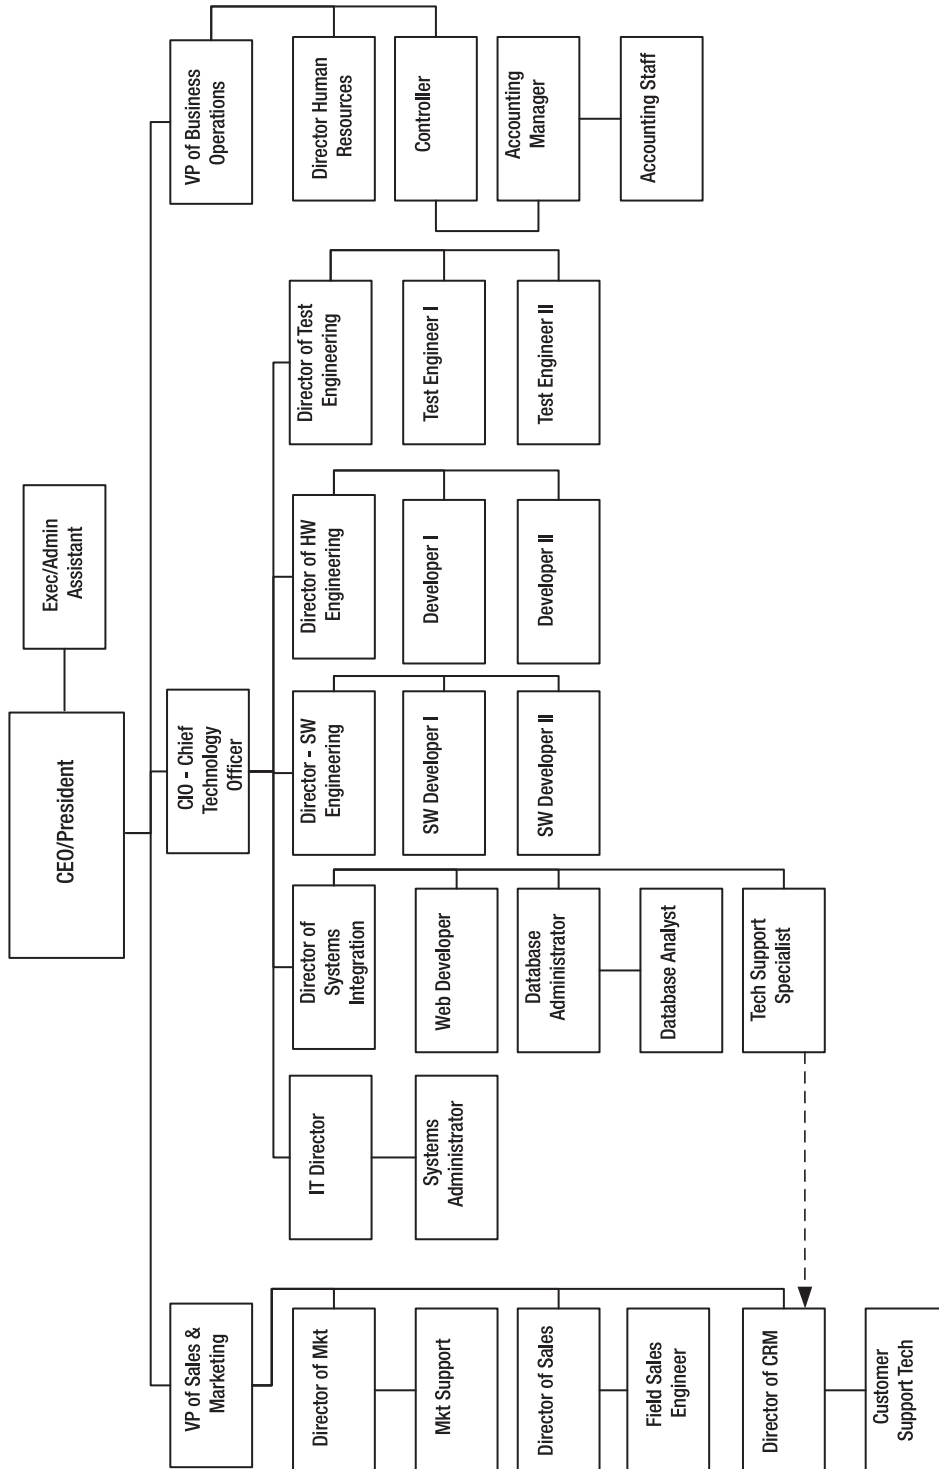 CEO/President
Exec/Admin
Assistant
VP of Sales &
Marketing
CIO - Chief
Technology
Officer
VP of Business
Operations
Director of Mkt
Mkt Support
Director of Sales
Field Sales
Engineer
Director of CRM
Customer
Support Tech
IT Director
Systems
Administrator
Director of
Systems
Integration
Web Developer
Database
Administrator
Database Analyst
Tech Support
Specialist
Director - SW
Engineering
SW Developer I
SW Developer II
Director of HW
Engineering
Developer I
Developer II
Director of Test
Engineering
Test Engineer I
Test Engineer II
Director Human
Resources
Controller
Accounting
Manager
Accounting Staff